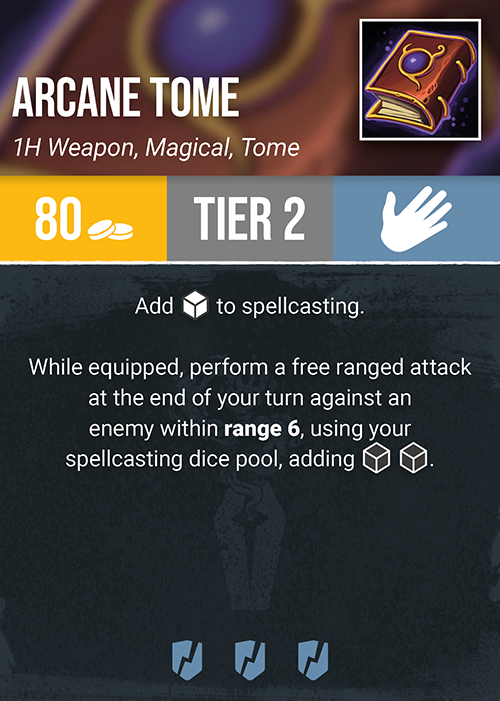 ARCANE TOME
1H Weapon, Magical, Tome
80
TIER 2
Add to spellcasting.
While equipped, perform a free ranged attack
at the end of your turn against an
enemy within range 6, using your
spellcasting dice pool, adding .